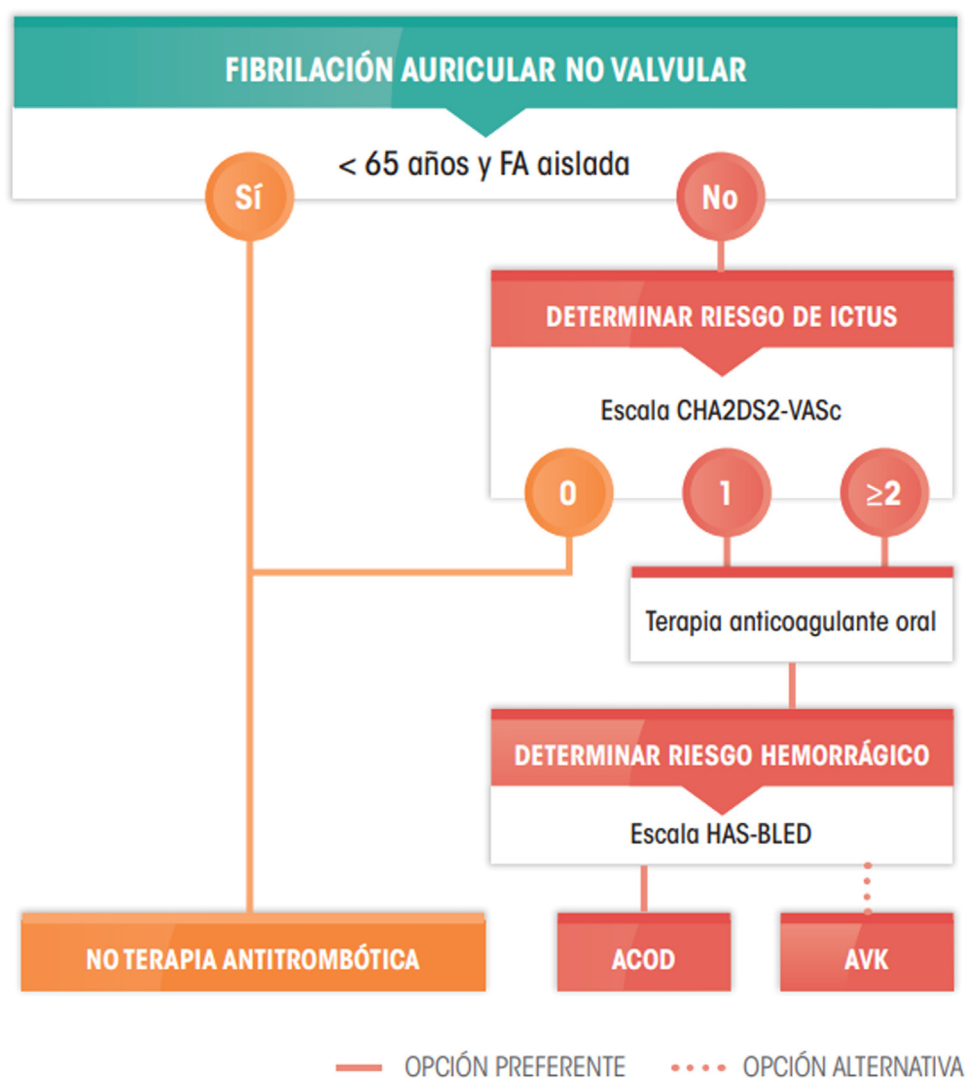 FIBRILACIÓN AURICULAR NO VALVULAR
< 65 años y FA aislada
Sí
No
DETERMINAR RIESGO DE ICTUS
Escala CHA2DS2-VASc
0
1
≥2
Terapia anticoagulante oral
DETERMINAR RIESGO HEMORRÁGICO
Escala HAS-BLED
NO TERAPIA ANTITROMBÓTICA
ACOD
AVK
OPCIÓN PREFERENTE
OPCIÓN ALTERNATIVA